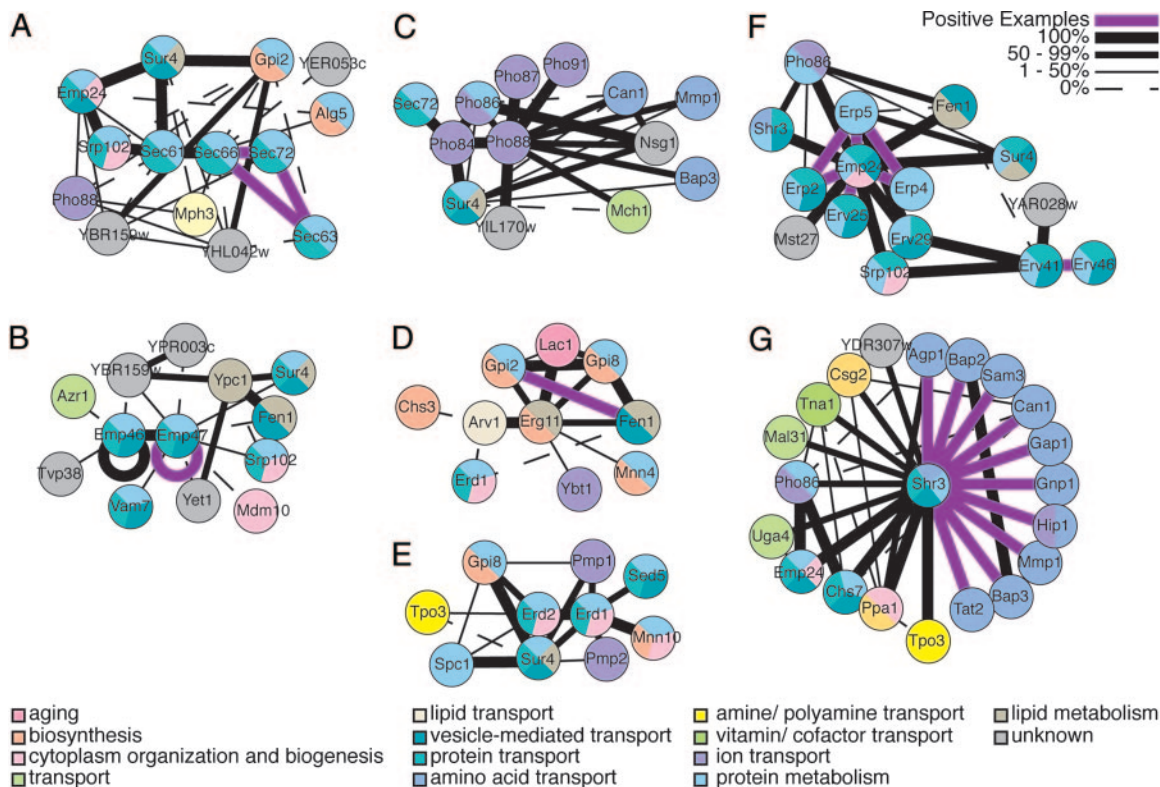 A
Sur4
Gpi2
YER053c
Emp24
Alg5
Srp102
Sec61
Sec66
Sec72
Pho88
Mph3
YBR159w
YHL042w
Sec63
B
YPR003c
YBR159w
Ypc1
Sur4
Azr1
Fen1
Emp46
Emp47
Srp102
Tvp38
Vam7
Yet1
Mdm10
C
Pho87
Pho91
Sec72
Pho86
Can1
Mmp1
Pho84
Pho88
Nsg1
Bap3
Sur4
YIL170w
Mch1
D
Lac1
Gpi2
Gpi8
Chs3
Arv1
Erg11
Fen1
Erd1
Ybt1
Mnn4
E
Gpi8
Pmp1
Sed5
Tpo3
Erd2
Erd1
Mnn10
Spc1
Sur4
Pmp2
F
Positive Examples
100%
50 - 99%
1 - 50%
0%
Pho86
Erp5
Fen1
Shr3
Emp24
Sur4
Erp2
Erp4
Erv25
YAR028w
Mst27
Erv29
Srp102
Erv41
Erv46
G
YDR307w
Agp1
Bap2
Csg2
Sam3
Tna1
Can1
Mal31
Gap1
Pho86
Shr3
Gnp1
Uga4
Hip1
Emp24
Mmp1
Chs7
Bap3
Ppa1
Tat2
Tpo3
aging
biosynthesis
cytoplasm organization and biogenesis
transport
lipid transport
vesicle-mediated transport
protein transport
amino acid transport
amine/ polyamine transport
vitamin/ cofactor transport
ion transport
protein metabolism
lipid metabolism
unknown